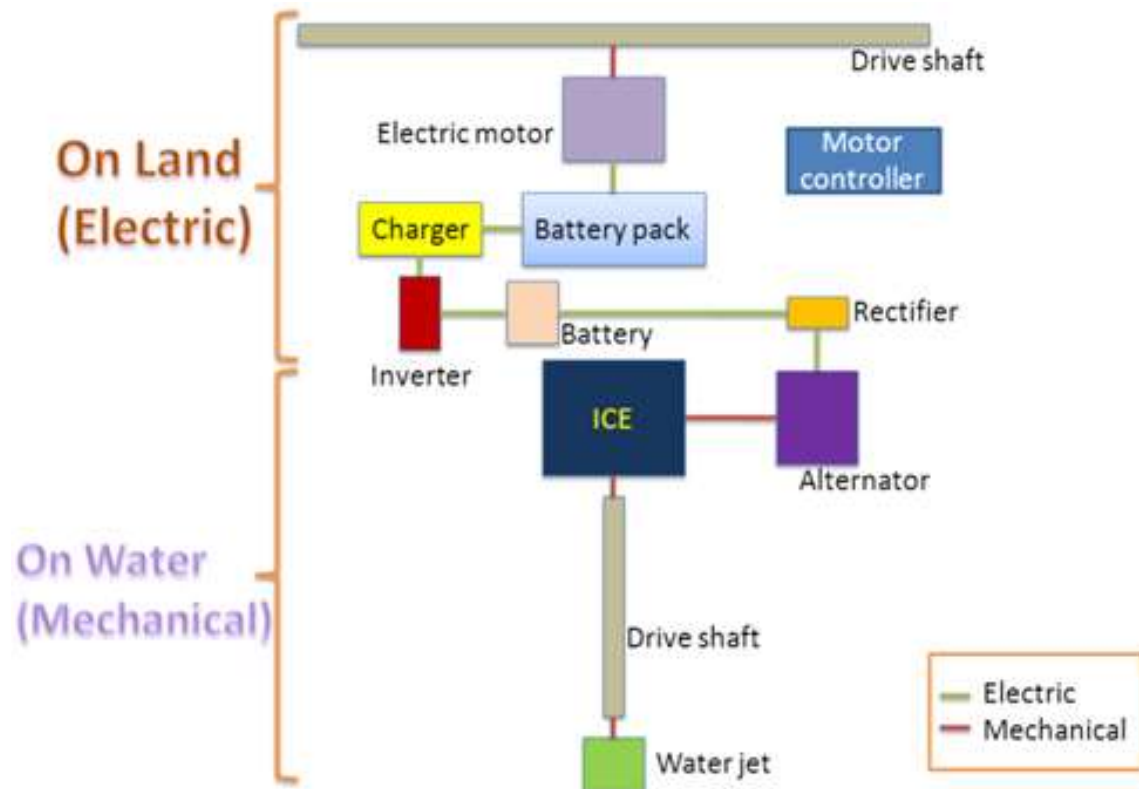 Drive shaft
Electric motor
Motor
controller
On Land
(Electric)
Charger
Battery pack
Rectifier
Battery
Inverter
ICE
Alternator
On Water
(Mechanical)
Drive shaft
Electric
Mechanical
Water jet